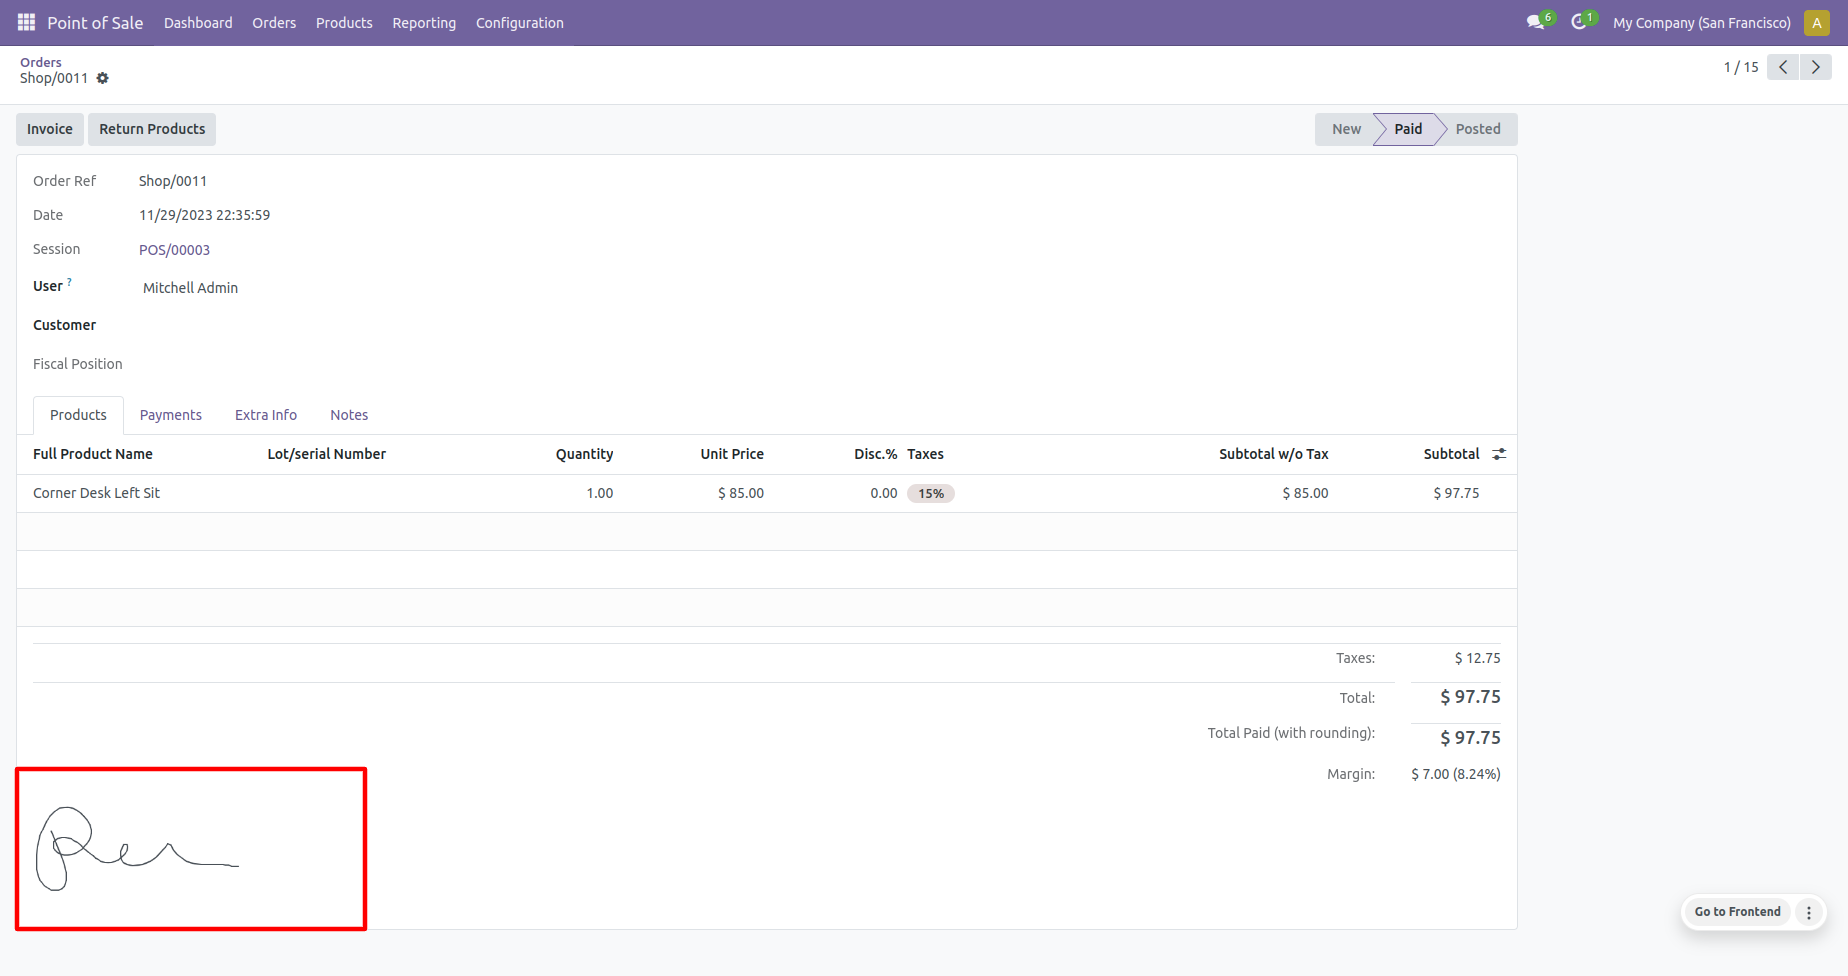 Point of Sale Dashboard Orders Products Reporting Configuration 6 1 My Company (San Francisco) A
Orders
Shop/0011 1 / 15
Invoice Return Products New Paid Posted
Order Ref Shop/0011
Date 11/29/2023 22:35:59
Session POS/00003
User ? Mitchell Admin
Customer
Fiscal Position
Products Payments Extra Info Notes
Full Product Name Lot/serial Number Quantity Unit Price Disc.% Taxes Subtotal w/o Tax Subtotal
Corner Desk Left Sit 1.00 $ 85.00 0.00 15% $ 85.00 $ 97.75
Taxes: $ 12.75
Total: $ 97.75
Total Paid (with rounding): $ 97.75
Margin: $ 7.00 (8.24%)
Go to Frontend